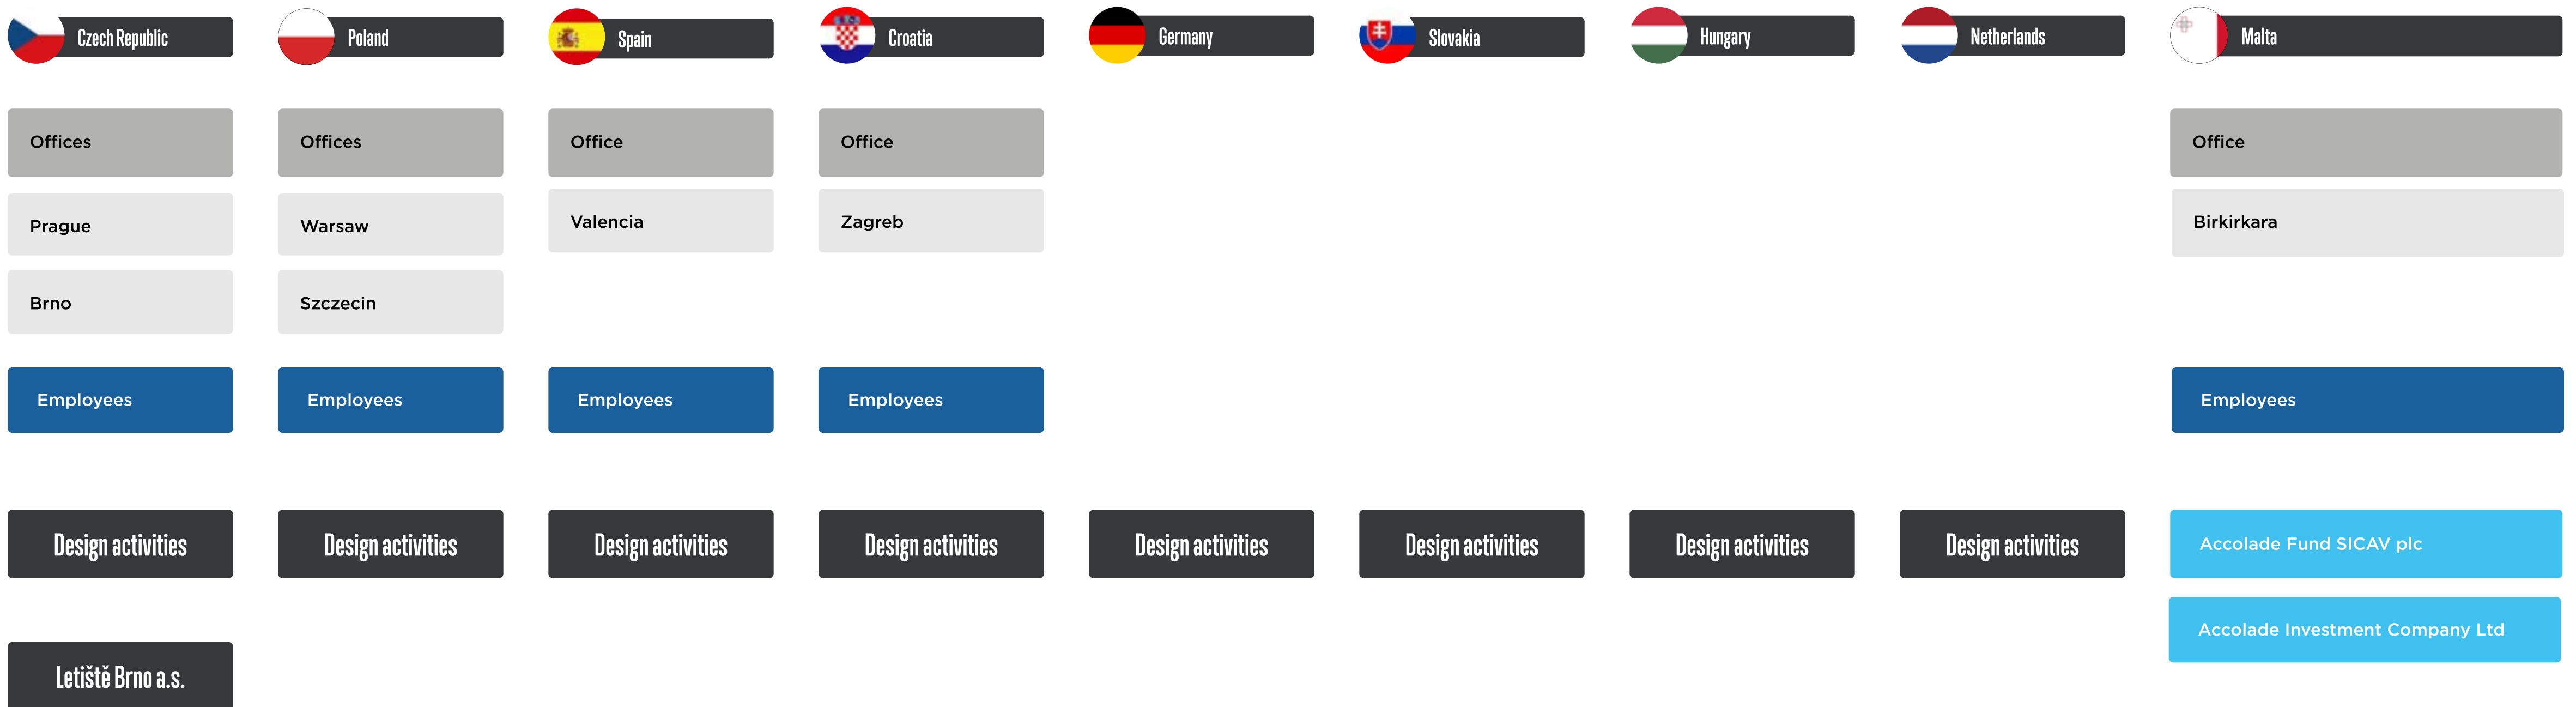 Czech Republic
Poland
Spain
Croatia
Germany
Slovakia
Hungary
Netherlands
Malta
Offices
Offices
Office
Office
Office
Prague
Warsaw
Valencia
Zagreb
Birkirkara
Brno
Szczecin
Employees
Employees
Employees
Employees
Employees
Design activities
Design activities
Design activities
Design activities
Design activities
Design activities
Design activities
Design activities
Accolade Fund SICAV plc
Accolade Investment Company Ltd
Letiště Brno a.s.